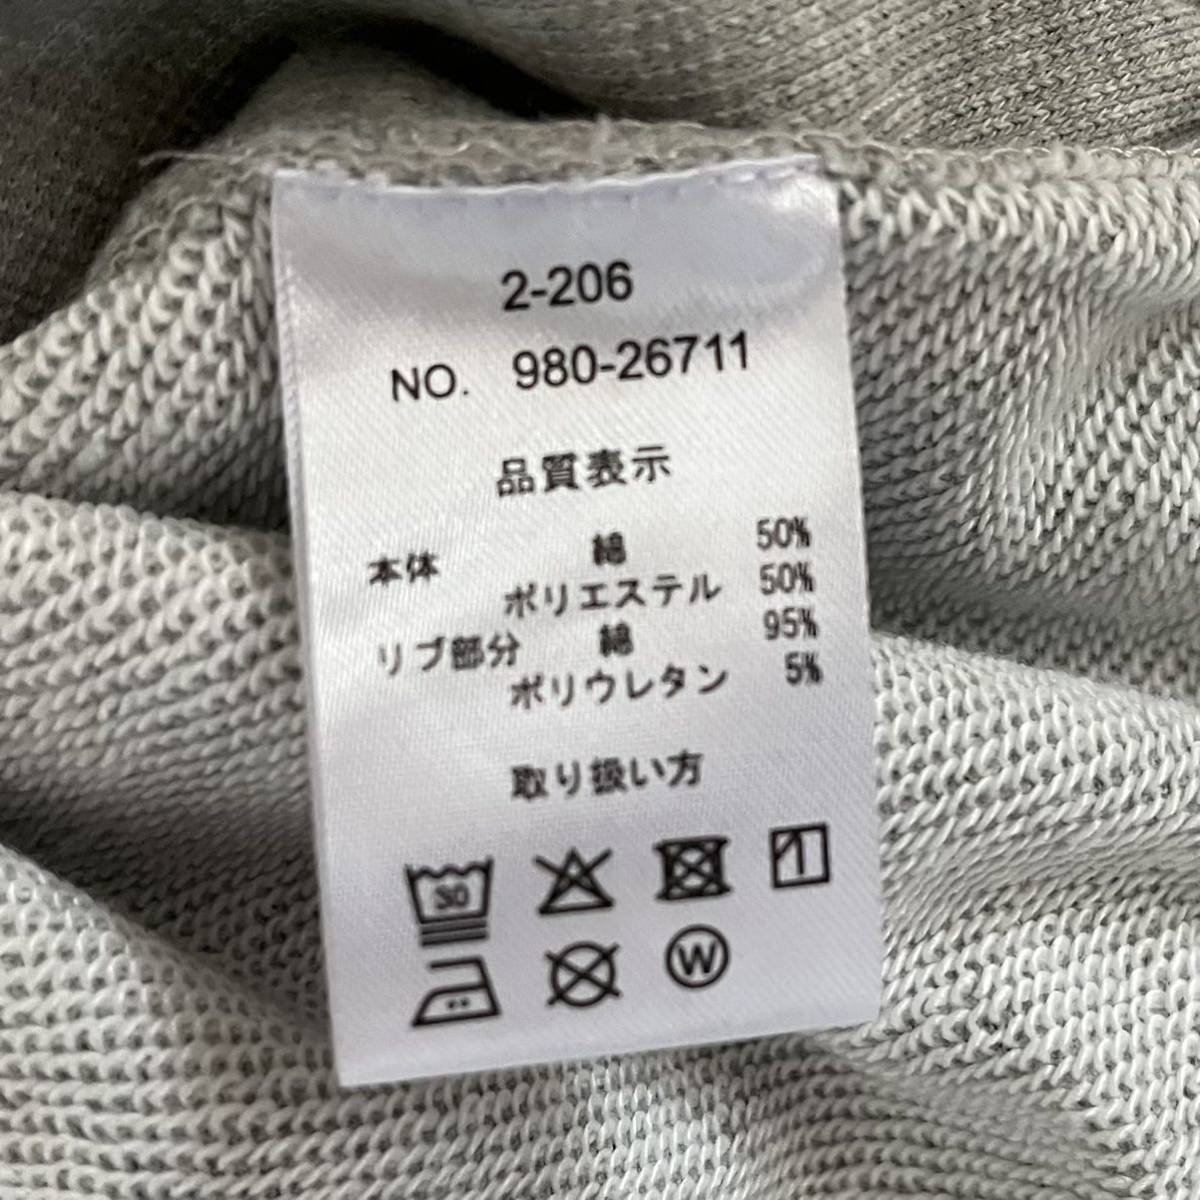 2-206
NO. 980-26711
品質表示
本体 綿 50%
ポリエステル 50%
リブ部分 綿 95%
ポリウレタン 5%
取り扱い方
30
W